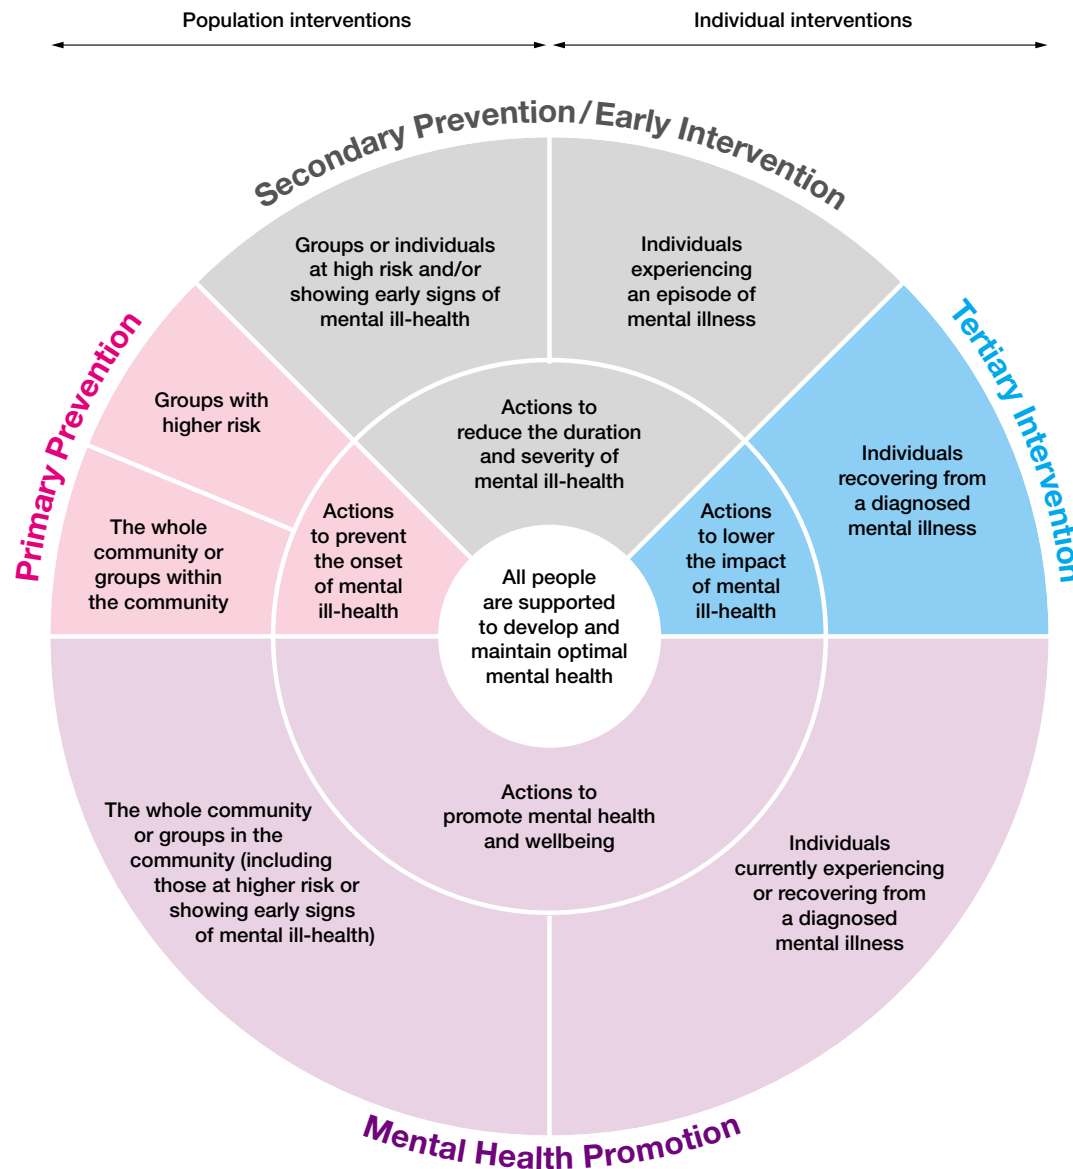 Population interventions
Individual interventions
Secondary Prevention/Early Intervention
Groups or individuals
at high risk and/or
showing early signs of
mental ill-health
Individuals
experiencing
an episode of
mental illness
Actions to
reduce the duration
and severity of
mental ill-health
Primary Prevention
Groups with
higher risk
The whole
community or
groups within
the community
Actions
to prevent
the onset
of mental
ill-health
Tertiary Intervention
Individuals
recovering from
a diagnosed
mental illness
Actions
to lower
the impact
of mental
ill-health
All people
are supported
to develop and
maintain optimal
mental health
Actions to
promote mental health
and wellbeing
The whole community
or groups in the
community (including
those at higher risk or
showing early signs
of mental ill-health)
Individuals
currently experiencing
or recovering from
a diagnosed
mental illness
Mental Health Promotion